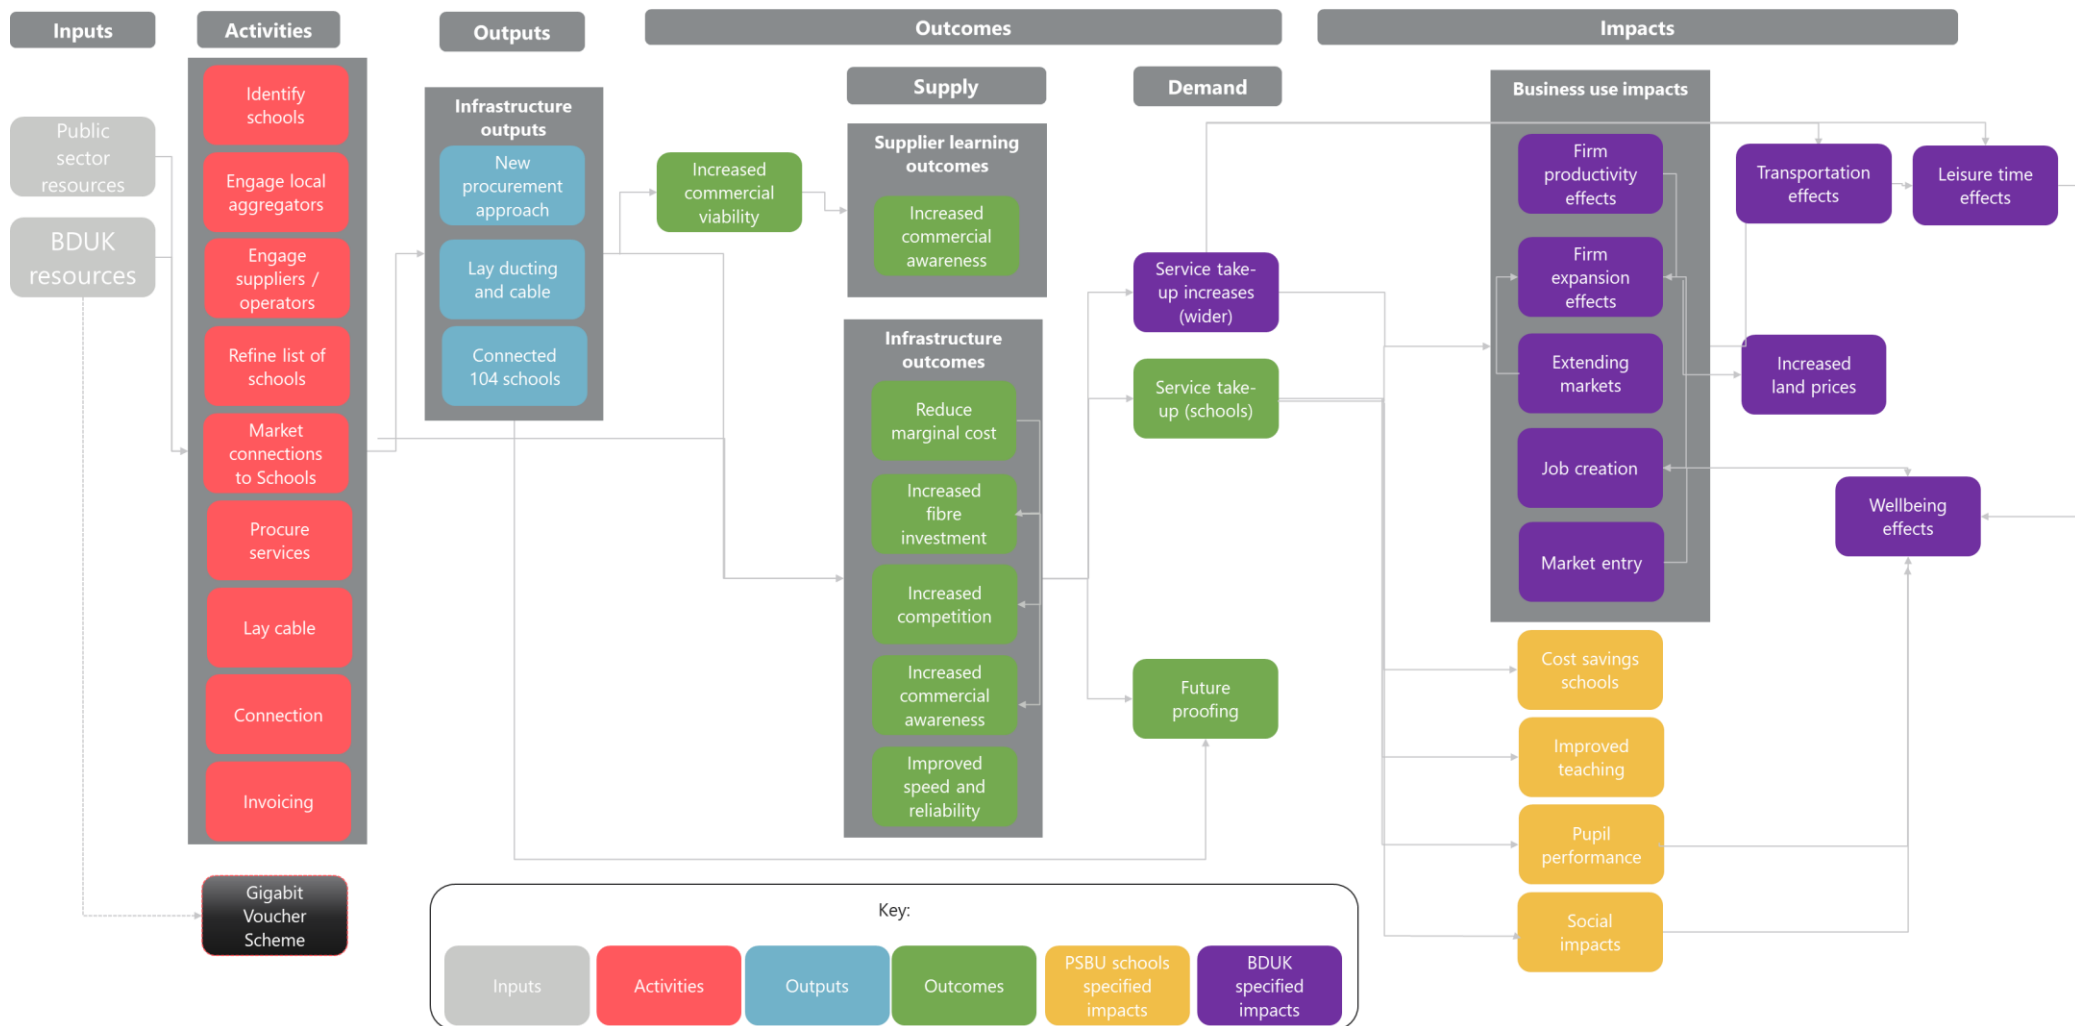 Inputs
Activities
Outputs
Outcomes
Impacts
Supply
Demand
Public
sector
resources
BDUK
resources
Identify
schools
Engage local
aggregators
Engage
suppliers /
operators
Refine list of
schools
Market
connections
to Schools
Procure
services
Lay cable
Connection
Invoicing
Gigabit
Voucher
Scheme
Infrastructure
outputs
New
procurement
approach
Lay ducting
and cable
Connected
104 schools
Increased
commercial
viability
Supplier learning
outcomes
Increased
commercial
awareness
Infrastructure
outcomes
Reduce
marginal cost
Increased
fibre
investment
Increased
competition
Increased
commercial
awareness
Improved
speed and
reliability
Service take-
up increases
(wider)
Service take-
up (schools)
Future
proofing
Business use impacts
Firm
productivity
effects
Firm
expansion
effects
Extending
markets
Job creation
Market entry
Cost savings
schools
Improved
teaching
Pupil
performance
Social
impacts
Transportation
effects
Leisure time
effects
Increased
land prices
Wellbeing
effects
Key:
Inputs
Activities
Outputs
Outcomes
PSBU schools
specified
impacts
BDUK
specified
impacts